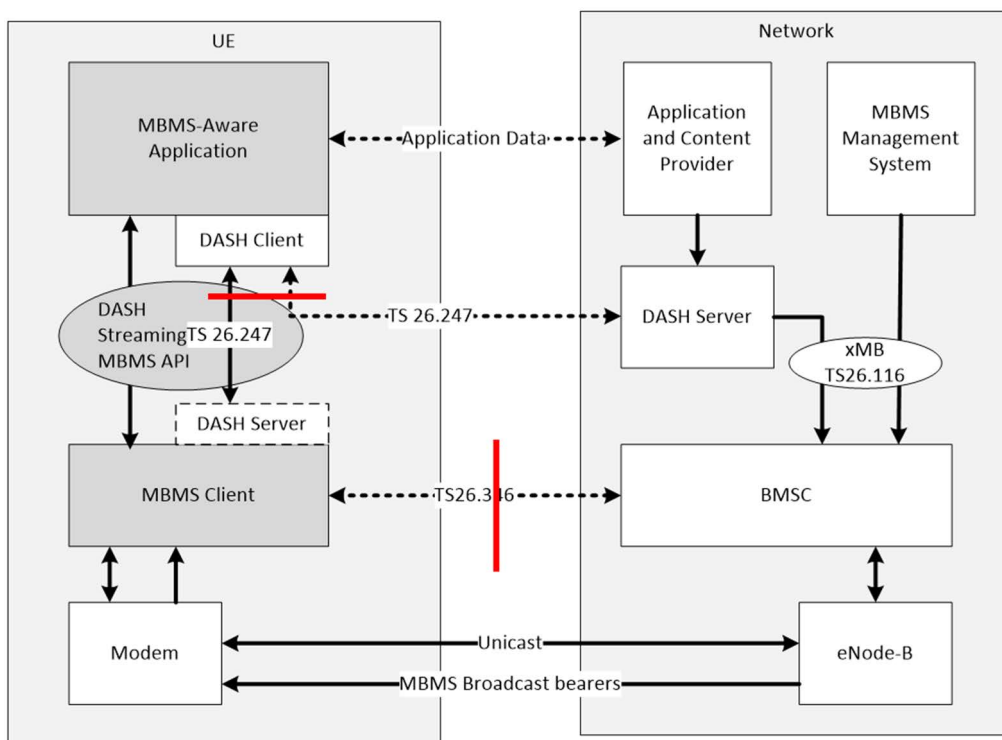 UE
Network
MBMS-Aware
Application
Application Data
Application
and Content
Provider
MBMS
Management
System
DASH Client
DASH
Streaming
MBMS API
TS 26.247
TS 26.247
DASH Server
xMB
TS26.116
DASH Server
MBMS Client
TS26.346
BMSC
Modem
Unicast
MBMS Broadcast bearers
eNode-B